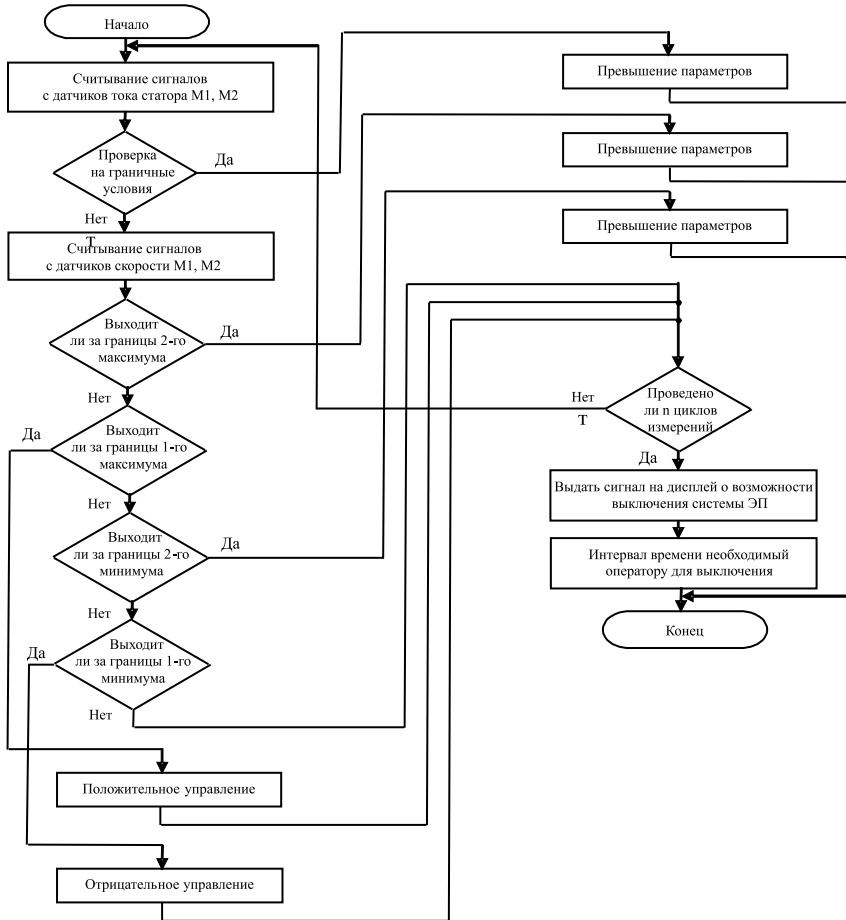 Начало
Считывание сигналов
с датчиков тока статора М1, М2
Проверка
на граничные
условия
Да
Нет
т
Считывание сигналов
с датчиков скорости М1, М2
Выходит
ли за границы 2-го
максимума
Да
Нет
Выходит
ли за границы 1-го
максимума
Да
Нет
Выходит
ли за границы 2-го
минимума
Да
Нет
Выходит
ли за границы 1-го
минимума
Да
Нет
Положительное управление
Отрицательное управление
Превышение параметров
Превышение параметров
Превышение параметров
Проведено
ли n циклов
измерений
Нет
т
Да
Выдать сигнал на дисплей о возможности
выключения системы ЭП
Интервал времени необходимый
оператору для выключения
Конец